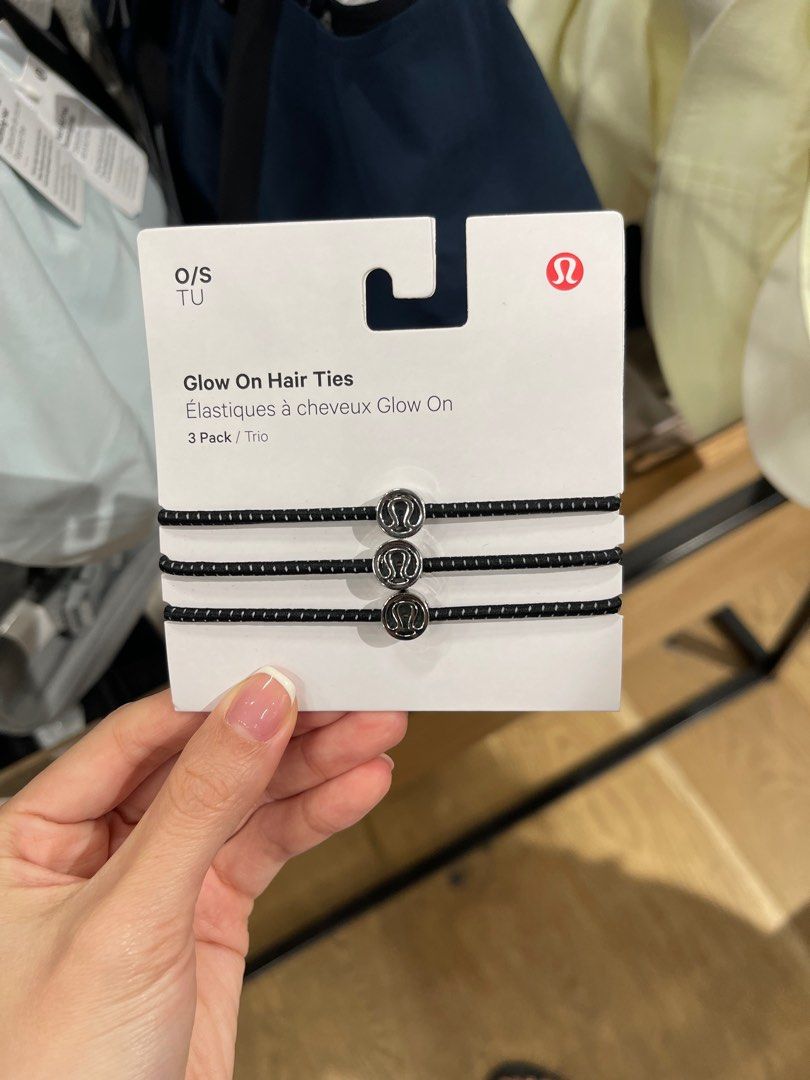 O/S
TU
Glow On Hair Ties
Élastiques à cheveux Glow On
3 Pack / Trio